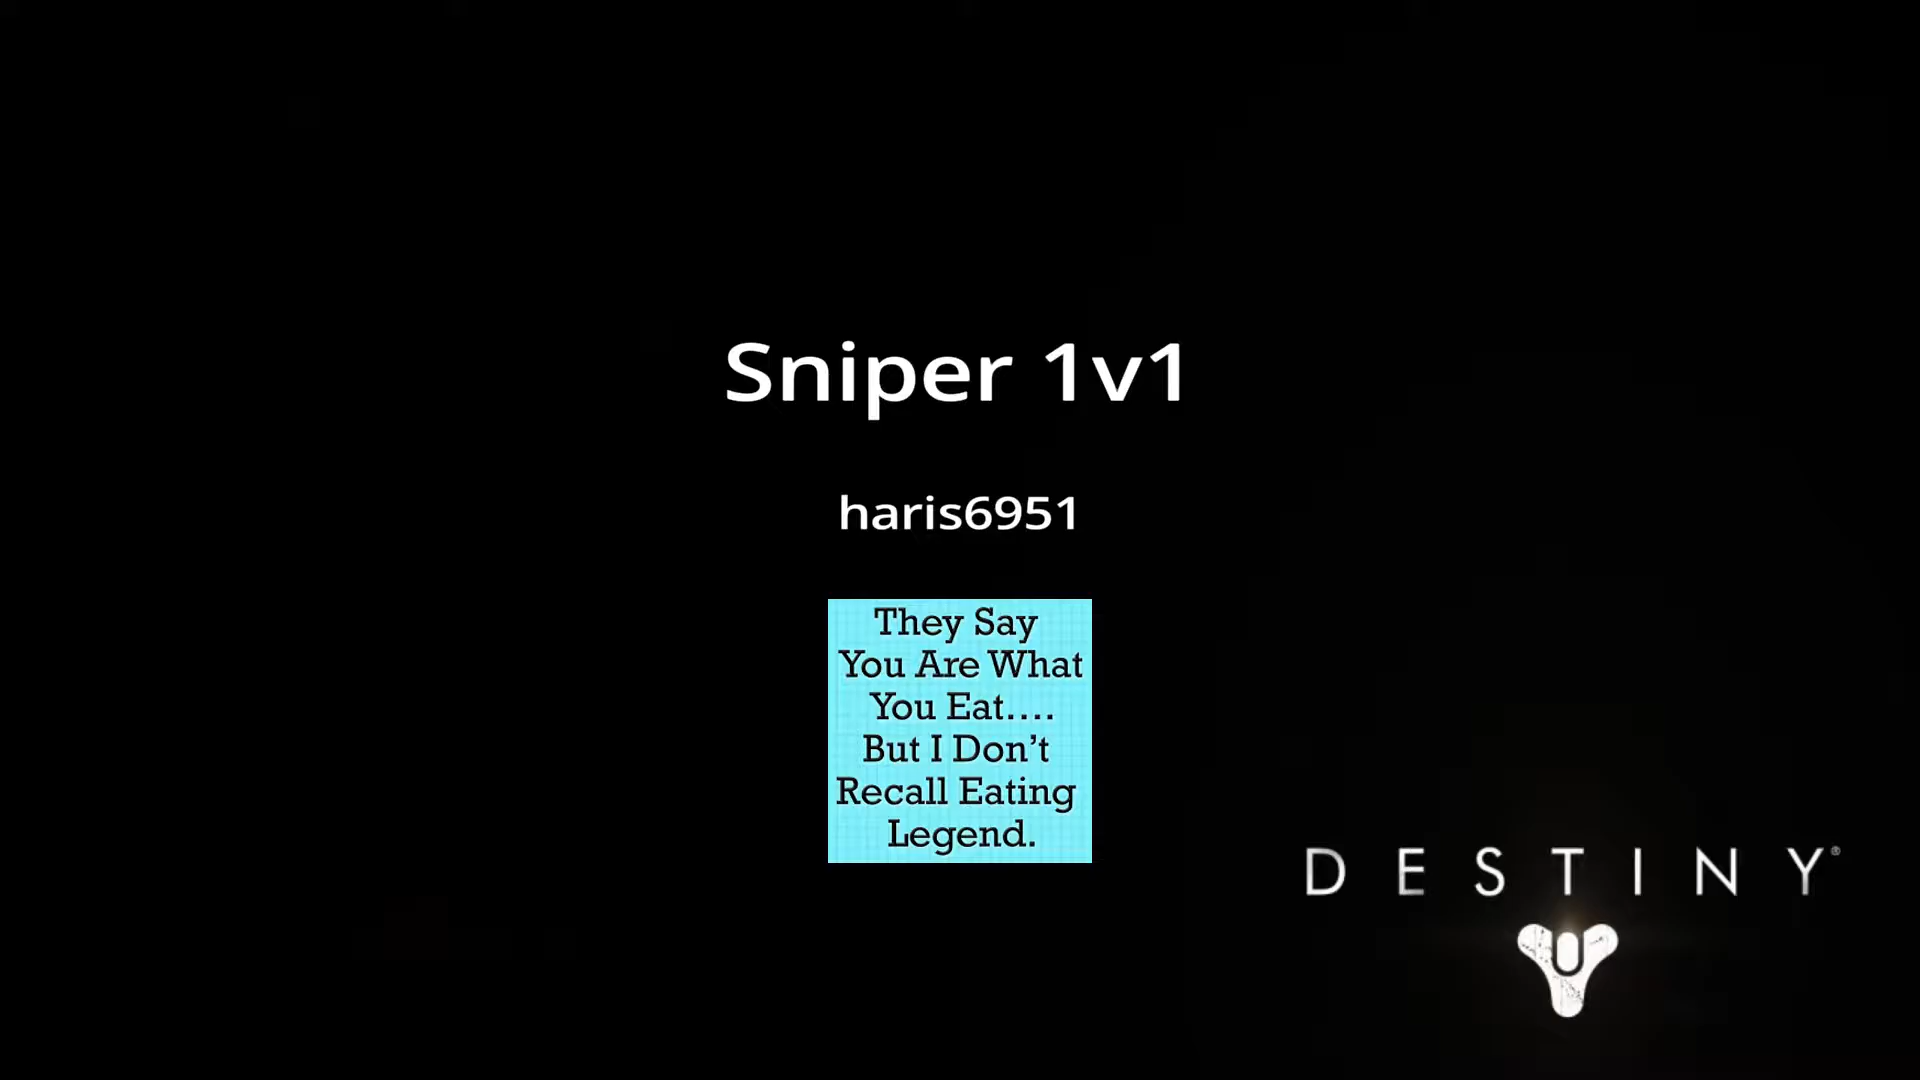 Sniper 1v1
haris6951
They Say
You Are What
You Eat....
But I Don’t
Recall Eating
Legend.
DESTINY®